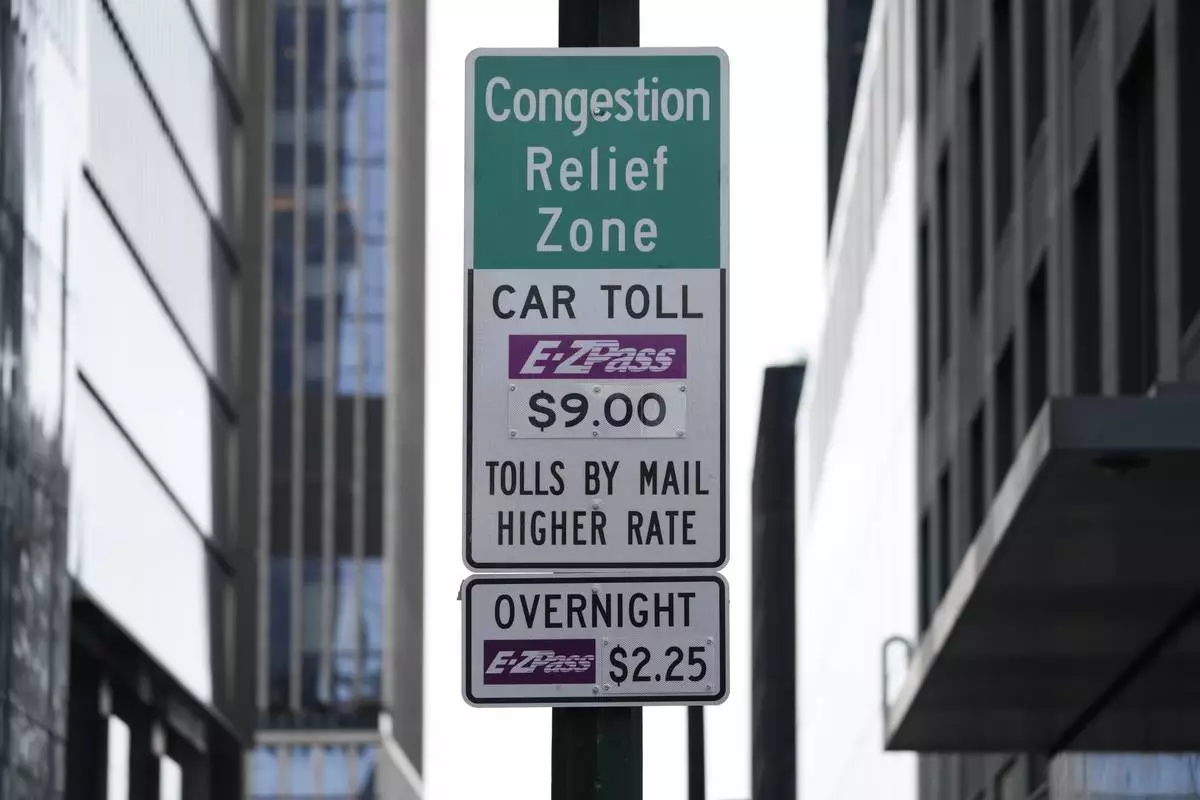 Congestion
Relief
Zone
CAR TOLL
E-ZPass
$9.00
TOLLS BY MAIL
HIGHER RATE
OVERNIGHT
E-ZPass $2.25